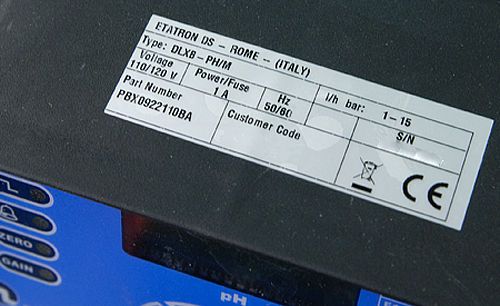 ETATRON DS - ROME - (ITALY)
Type: DLXB-PH/M
l/h bar: 1-15
Voltage
110/120 V
Power/Fuse
1 A
Hz
50/60
S/N
Part Number
PBX0922110BA
Customer Code
CE
ZERO
GAIN
pH